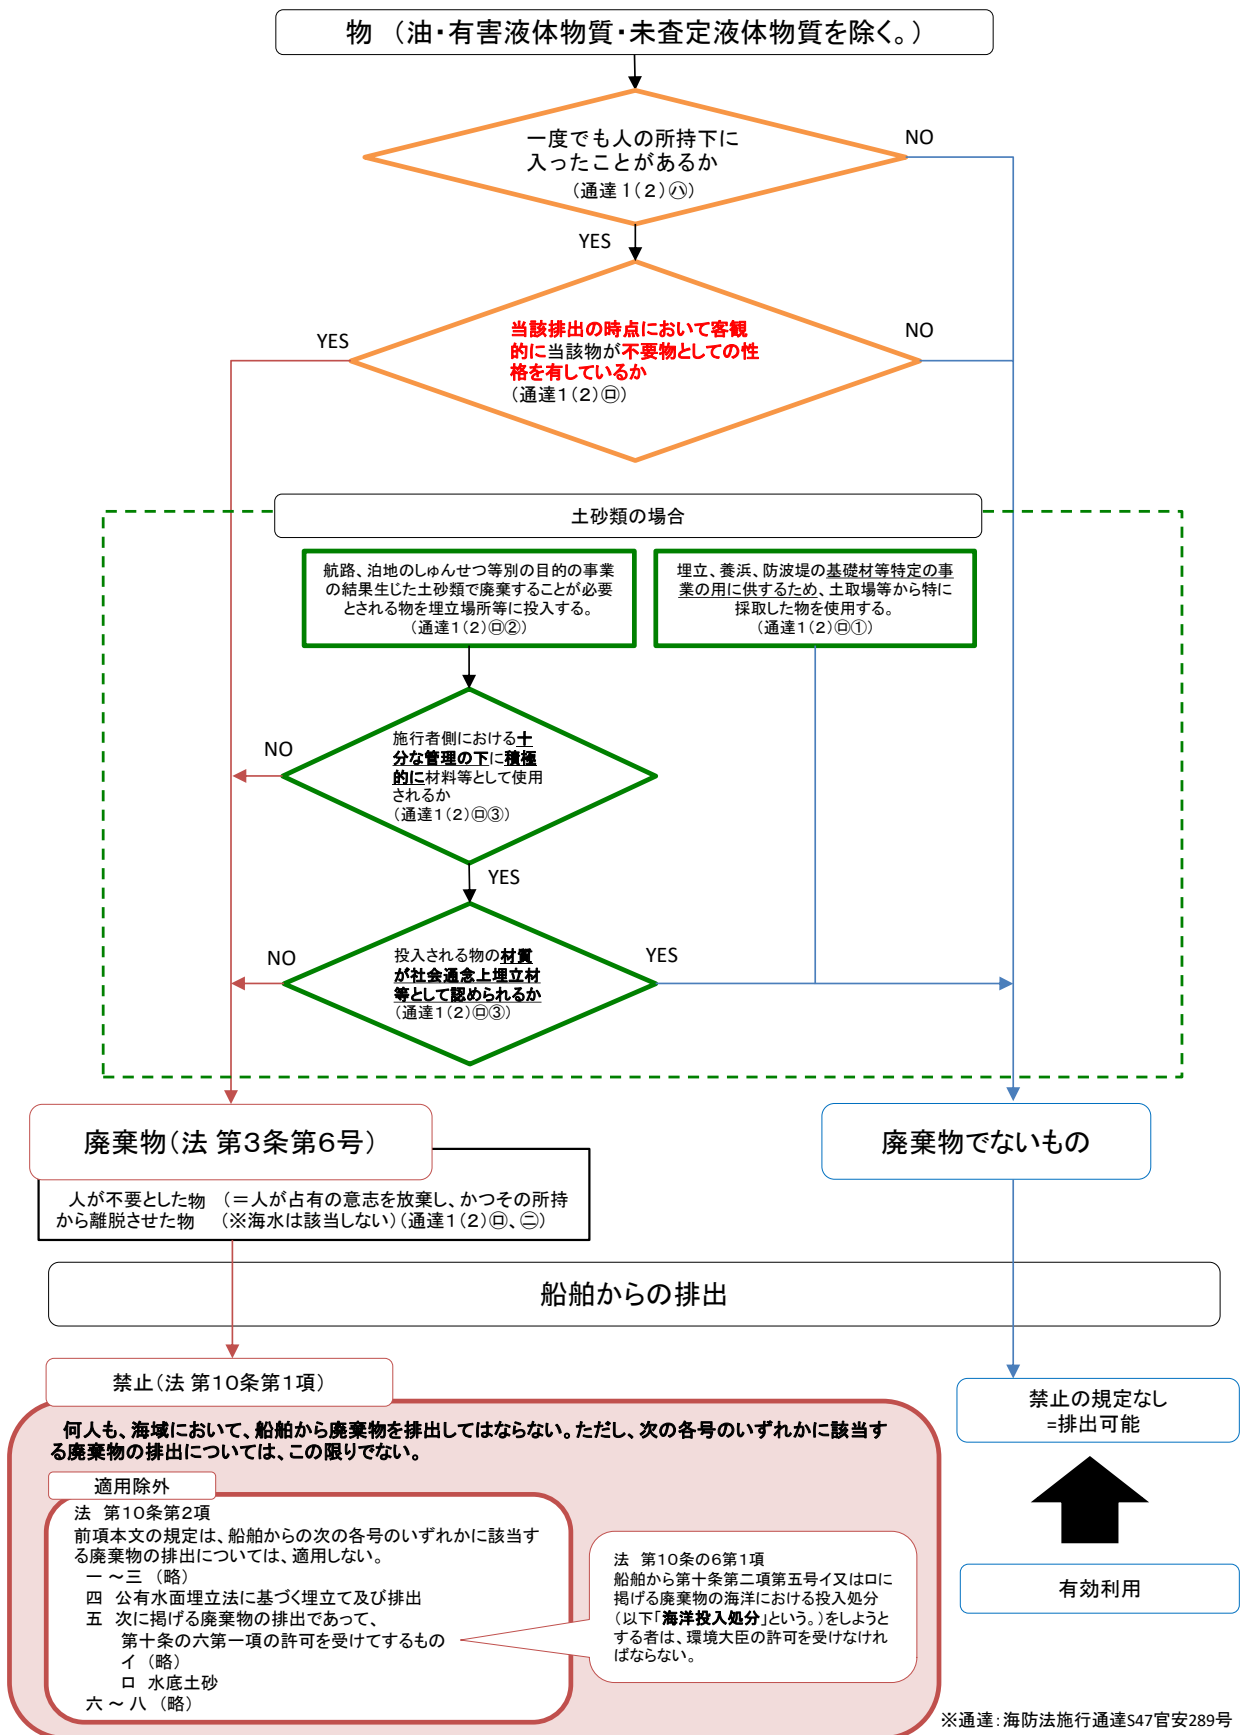 物 （油・有害液体物質・未査定液体物質を除く。）
一度でも人の所持下に
入ったことがあるか
（通達１（２）㋩）
NO
YES
当該排出の時点において客観
的に当該物が不要物としての性
格を有しているか
（通達１（２）㋺）
YES
NO
土砂類の場合
航路、泊地のしゅんせつ等別の目的の事業
の結果生じた土砂類で廃棄することが必要
とされる物を埋立場所等に投入する。
（通達１（２）㋺②）
埋立、養浜、防波堤の基礎材等特定の事
業の用に供するため、土取場等から特に
採取した物を使用する。
（通達１（２）㋺①）
施行者側における十
分な管理の下に積極
的に材料等として使用
されるか
（通達１（２）㋺③）
NO
YES
投入される物の材質
が社会通念上埋立材
等として認められるか
（通達１（２）㋺③）
NO
YES
廃棄物（法 第３条第６号）
人が不要とした物 （＝人が占有の意志を放棄し、かつその所持
から離脱させた物 （※海水は該当しない）（通達１（２）㋺、㊁）
廃棄物でないもの
船舶からの排出
禁止（法 第１０条第１項）
何人も、海域において、船舶から廃棄物を排出してはならない。ただし、次の各号のいずれかに該当す
る廃棄物の排出については、この限りでない。
適用除外
法 第１０条第２項
前項本文の規定は、船舶からの次の各号のいずれかに該当す
る廃棄物の排出については、適用しない。
一 ～三 （略）
四 公有水面埋立法に基づく埋立て及び排出
五 次に掲げる廃棄物の排出であって、
第十条の六第一項の許可を受けてするもの
イ （略）
ロ 水底土砂
六 ～ 八 （略）
法 第１０条の６第１項
船舶から第十条第二項第五号イ又はロに
掲げる廃棄物の海洋における投入処分
（以下「海洋投入処分」という。）をしようと
する者は、環境大臣の許可を受けなけれ
ばならない。
禁止の規定なし
=排出可能
有効利用
※通達：海防法施行通達S47官安289号